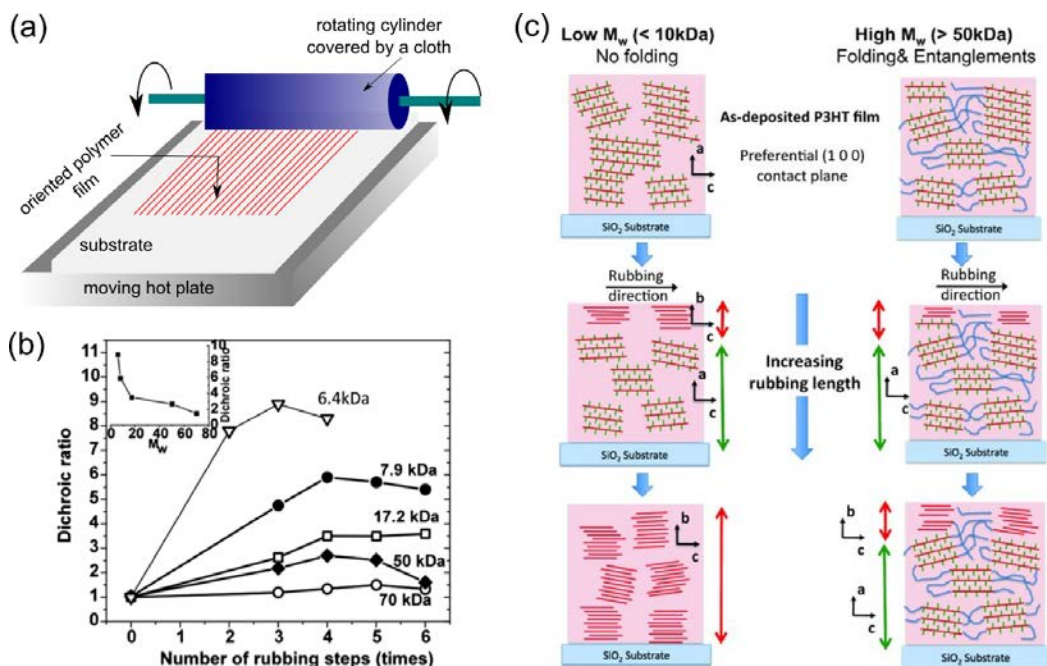 (a)
rotating cylinder
covered by a cloth
oriented polymer
film
substrate
moving hot plate
(b)
Dichroic ratio
11
10
9
8
7
6
5
4
3
2
1
0
0 1 2 3 4 5 6
Number of rubbing steps (times)
6.4kDa
7.9 kDa
17.2 kDa
50 kDa
70 kDa
10
8
6
4
2
0
Dichroic ratio
0 20 40 60 80
Mw
(c)
Low Mw (< 10kDa)
No folding
High Mw (> 50kDa)
Folding& Entanglements
As-deposited P3HT film
Preferential (1 0 0)
contact plane
a
c
SiO2 Substrate
SiO2 Substrate
Rubbing
direction
Rubbing
direction
b
c
a
c
a
c
Increasing
rubbing length
SiO2 Substrate
SiO2 Substrate
b
c
b
c
a
c
SiO2 Substrate
SiO2 Substrate